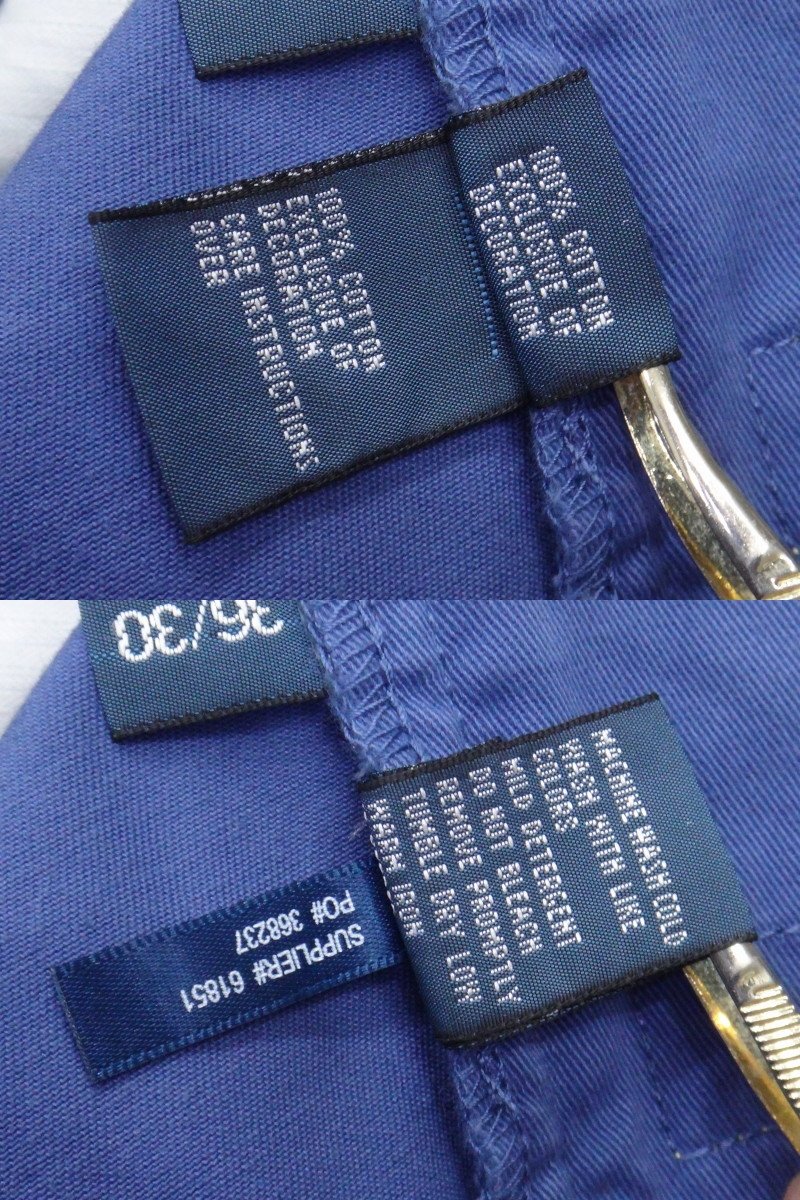 100% COTTON
EXCLUSIVE OF
DECORATION
CARE INSTRUCTIONS
OVER
100% COTTON
EXCLUSIVE OF
DECORATION
36/30
MACHINE WASH COLD
WASH WITH LIKE
COLORS
MILD DETERGENT
DO NOT BLEACH
REMOVE PROMPTLY
TUMBLE DRY LOW
WARM IRON
SUPPLIER# 61851
PO# 368237